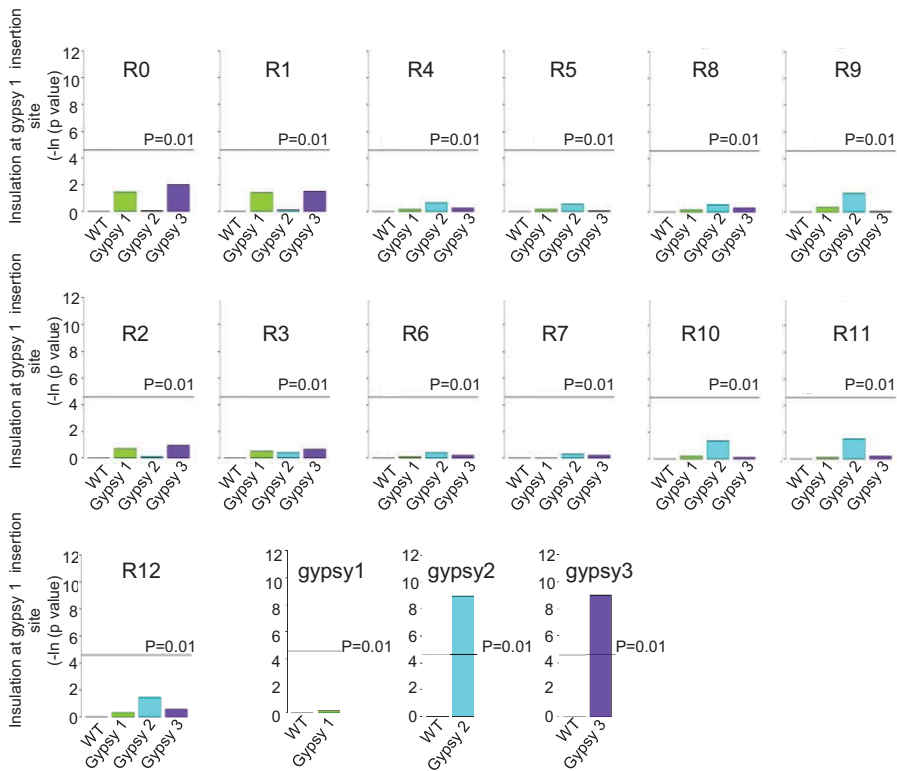 Insulation at gypsy 1 insertion
site
(-ln (p value)
12
10
8
6
4
2
0
R0
P=0.01
WT
Gypsy 1
Gypsy 2
Gypsy 3
R1
P=0.01
WT
Gypsy 1
Gypsy 2
Gypsy 3
R4
P=0.01
WT
Gypsy 1
Gypsy 2
Gypsy 3
R5
P=0.01
WT
Gypsy 1
Gypsy 2
Gypsy 3
R8
P=0.01
WT
Gypsy 1
Gypsy 2
Gypsy 3
R9
P=0.01
WT
Gypsy 1
Gypsy 2
Gypsy 3
Insulation at gypsy 1 insertion
site
(-ln (p value)
12
10
8
6
4
2
0
R2
P=0.01
WT
Gypsy 1
Gypsy 2
Gypsy 3
R3
P=0.01
WT
Gypsy 1
Gypsy 2
Gypsy 3
R6
P=0.01
WT
Gypsy 1
Gypsy 2
Gypsy 3
R7
P=0.01
WT
Gypsy 1
Gypsy 2
Gypsy 3
R10
P=0.01
WT
Gypsy 1
Gypsy 2
Gypsy 3
R11
P=0.01
WT
Gypsy 1
Gypsy 2
Gypsy 3
Insulation at gypsy 1 insertion
site
(-ln (p value)
12
10
8
6
4
2
0
R12
P=0.01
WT
Gypsy 1
Gypsy 2
Gypsy 3
12
10
8
6
4
2
0
gypsy1
P=0.01
WT
Gypsy 1
12
10
8
6
4
2
0
gypsy2
P=0.01
WT
Gypsy 2
12
10
8
6
4
2
0
gypsy3
P=0.01
WT
Gypsy 3